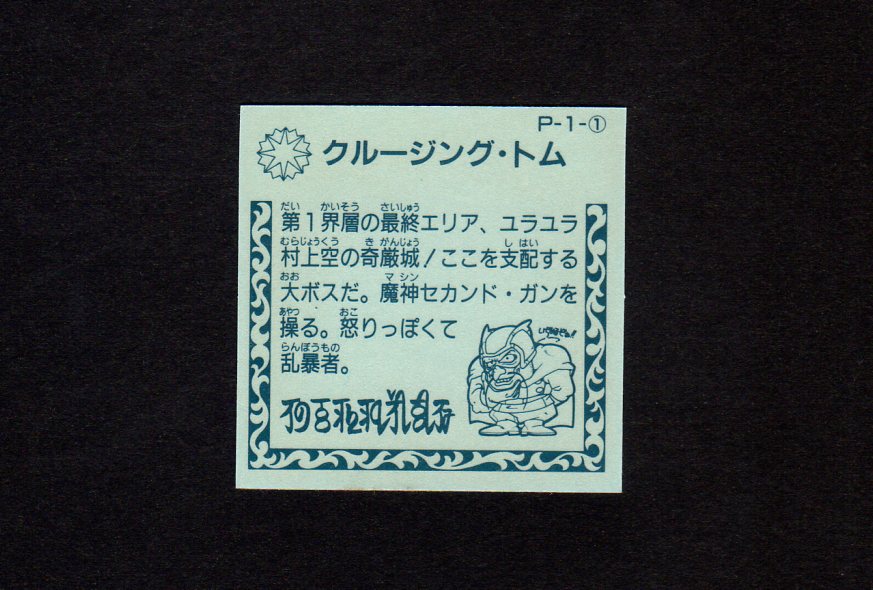 P-1-①
クルージング・トム
第1界層の最終エリア、ユラユラ
村上空の奇厳城!ここを支配する
大ボスだ。魔神セカンド・ガンを
操る。怒りっぽくて
乱暴者。